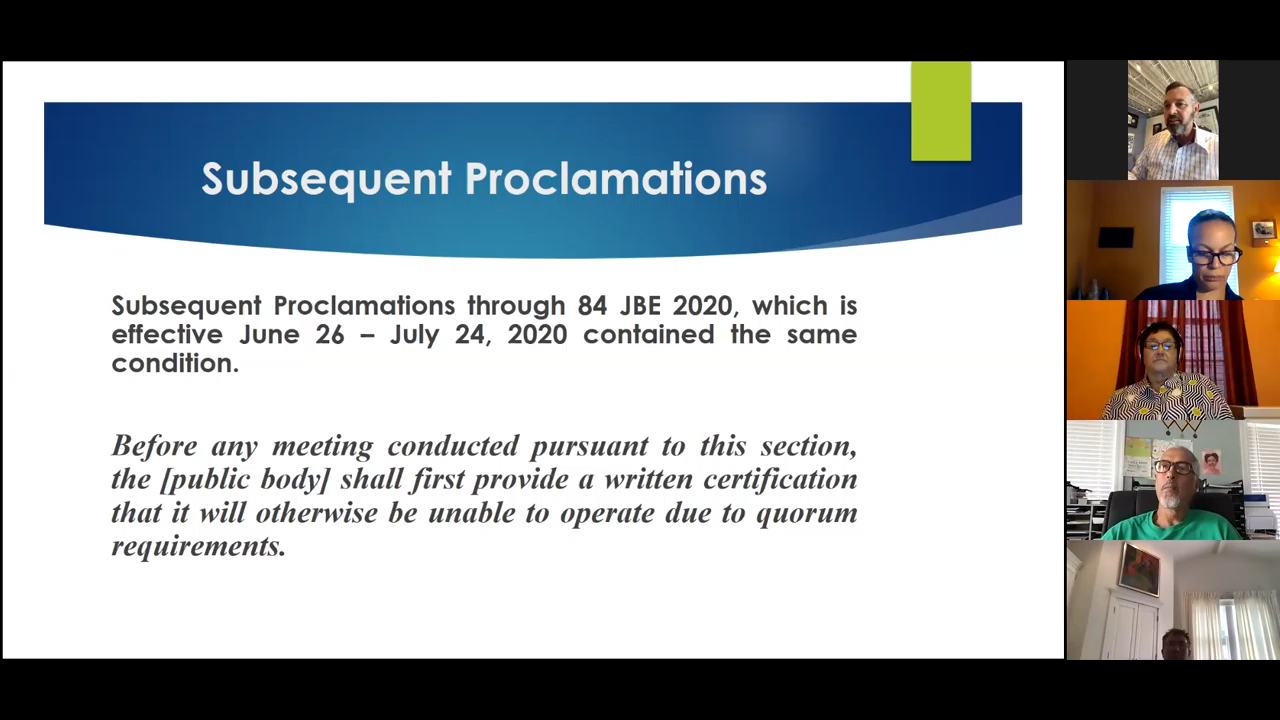 Subsequent Proclamations
Subsequent Proclamations through 84 JBE 2020, which is
effective June 26 – July 24, 2020 contained the same
condition.
Before any meeting conducted pursuant to this section,
the [public body] shall first provide a written certification
that it will otherwise be unable to operate due to quorum
requirements.